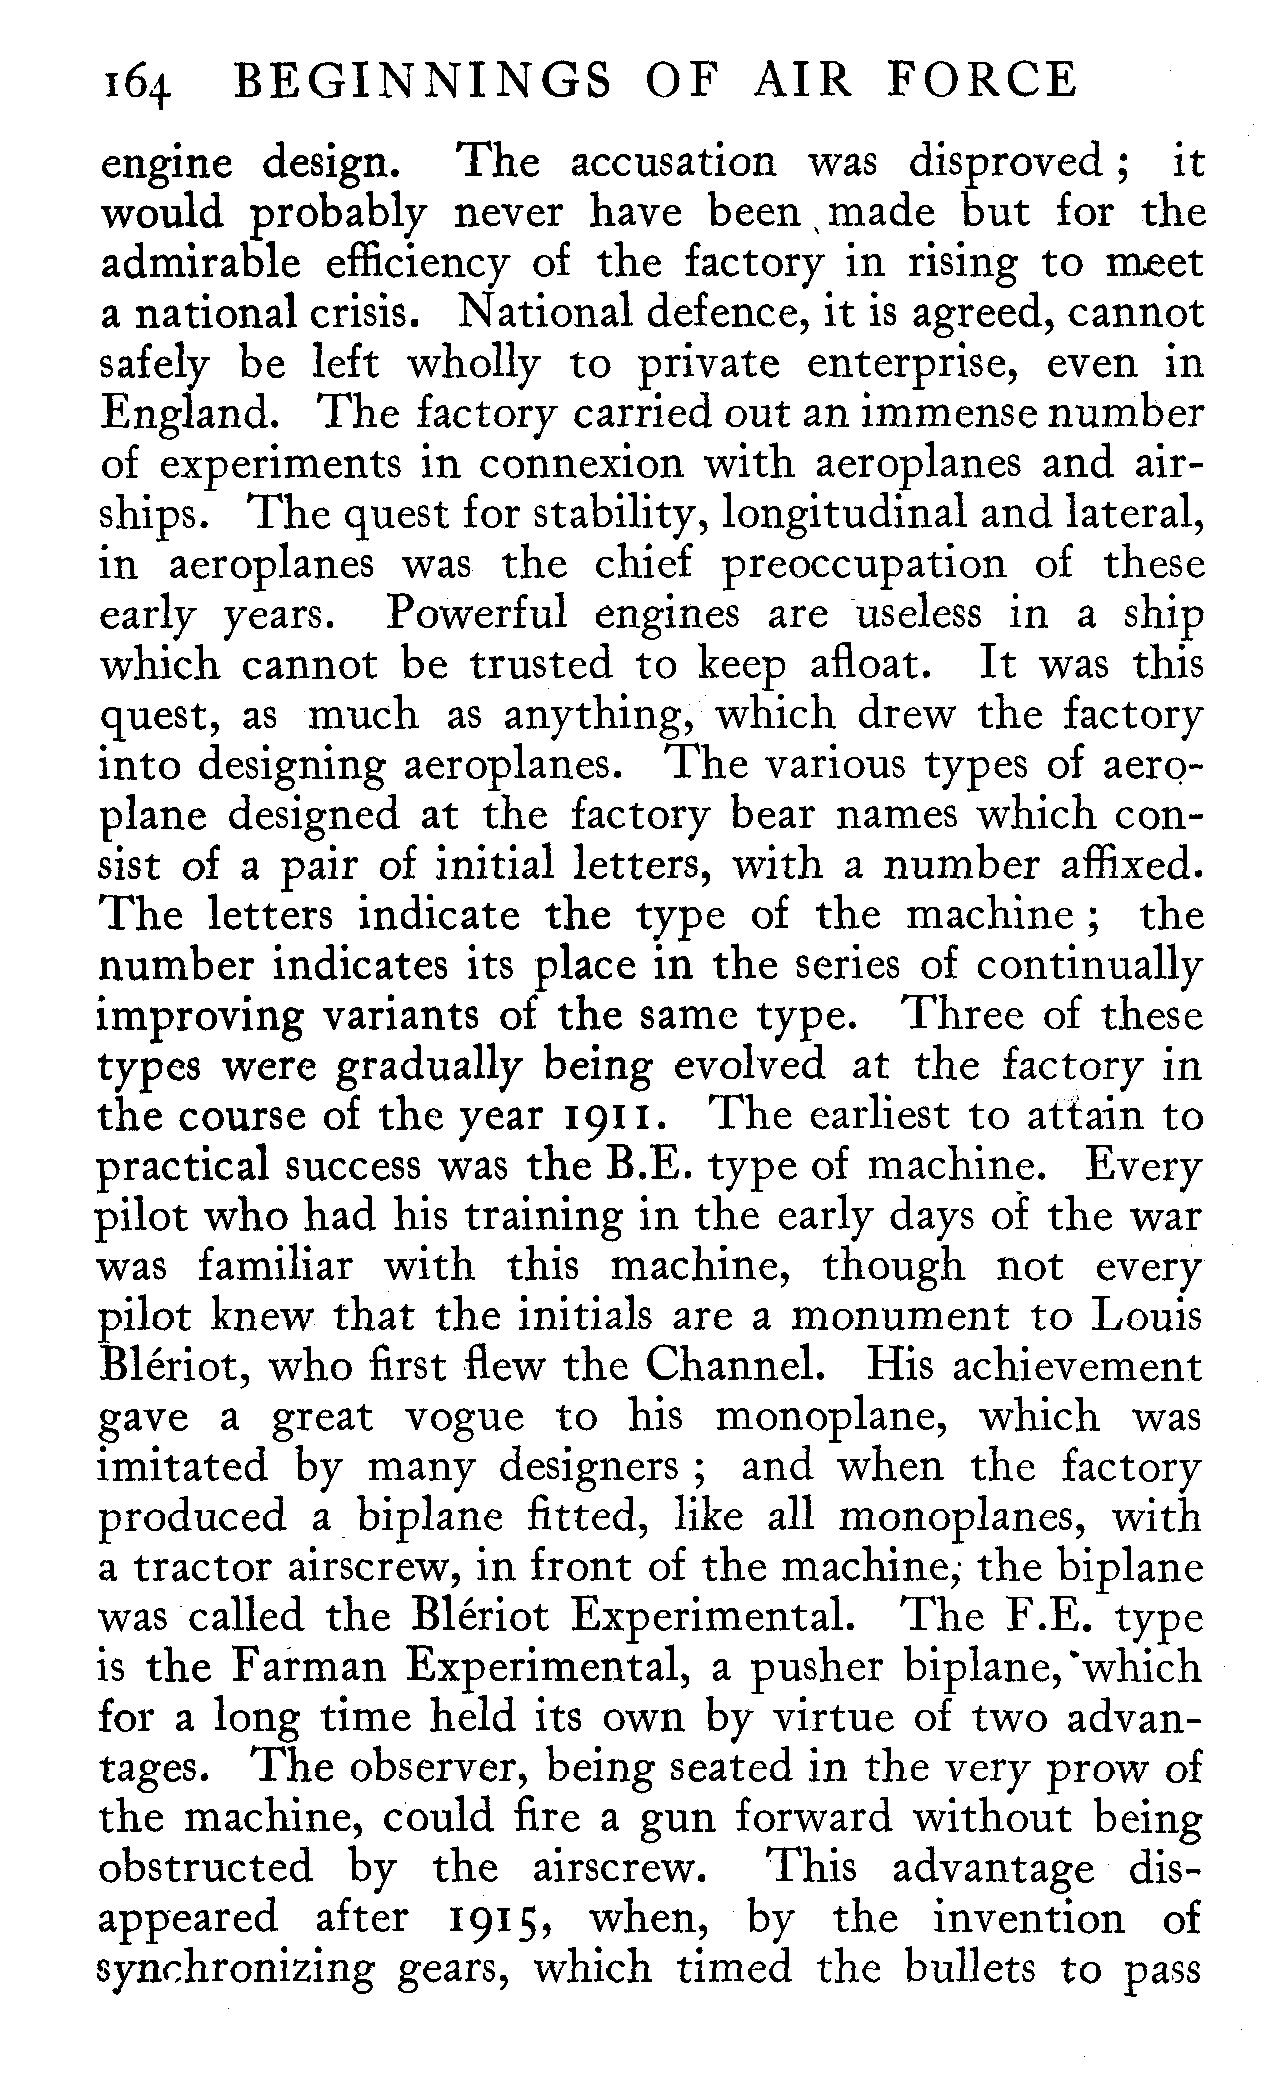 164 BEGINNINGS OF AIR FORCE
engine design. The accusation was disproved ; it
would probably never have been made but for the
admirable efficiency of the factory in rising to meet
a national crisis. National defence, it is agreed, cannot
safely be left wholly to private enterprise, even in
England. The factory carried out an immense number
of experiments in connexion with aeroplanes and air-
ships. The quest for stability, longitudinal and lateral,
in aeroplanes was the chief preoccupation of these
early years. Powerful engines are useless in a ship
which cannot be trusted to keep afloat. It was this
quest, as much as anything, which drew the factory
into designing aeroplanes. The various types of aero-
plane designed at the factory bear names which con-
sist of a pair of initial letters, with a number affixed.
The letters indicate the type of the machine ; the
number indicates its place in the series of continually
improving variants of the same type. Three of these
types were gradually being evolved at the factory in
the course of the year 1911. The earliest to attain to
practical success was the B.E. type of machine. Every
pilot who had his training in the early days of the war
was familiar with this machine, though not every
pilot knew that the initials are a monument to Louis
Blériot, who first flew the Channel. His achievement
gave a great vogue to his monoplane, which was
imitated by many designers ; and when the factory
produced a biplane fitted, like all monoplanes, with
a tractor airscrew, in front of the machine, the biplane
was called the Blériot Experimental. The F.E. type
is the Farman Experimental, a pusher biplane, which
for a long time held its own by virtue of two advan-
tages. The observer, being seated in the very prow of
the machine, could fire a gun forward without being
obstructed by the airscrew. This advantage dis-
appeared after 1915, when, by the invention of
synchronizing gears, which timed the bullets to pass